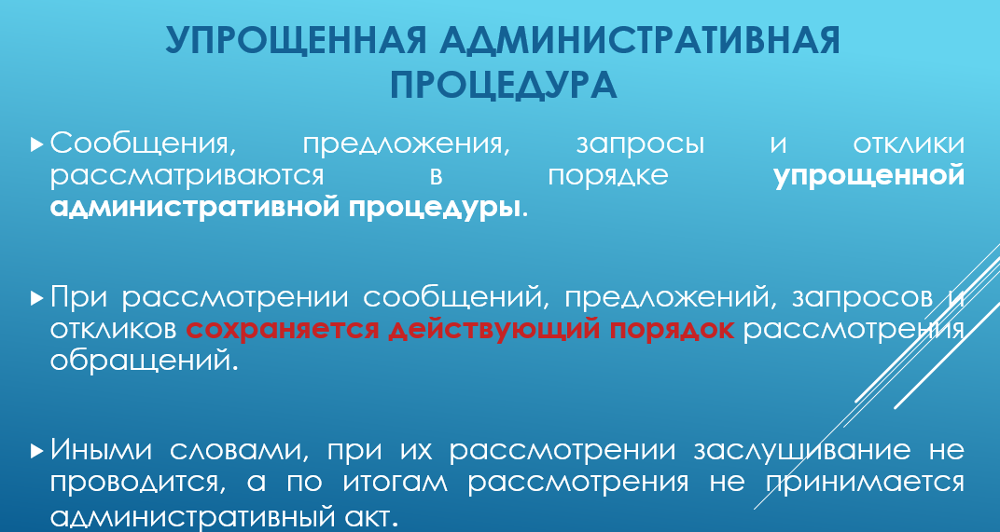 УПРОЩЕННАЯ АДМИНИСТРАТИВНАЯ
ПРОЦЕДУРА
Сообщения, предложения, запросы и отклики
рассматриваются в порядке упрощенной
административной процедуры.
При рассмотрении сообщений, предложений, запросов и
откликов сохраняется действующий порядок рассмотрения
обращений.
Иными словами, при их рассмотрении заслушивание не
проводится, а по итогам рассмотрения не принимается
административный акт.